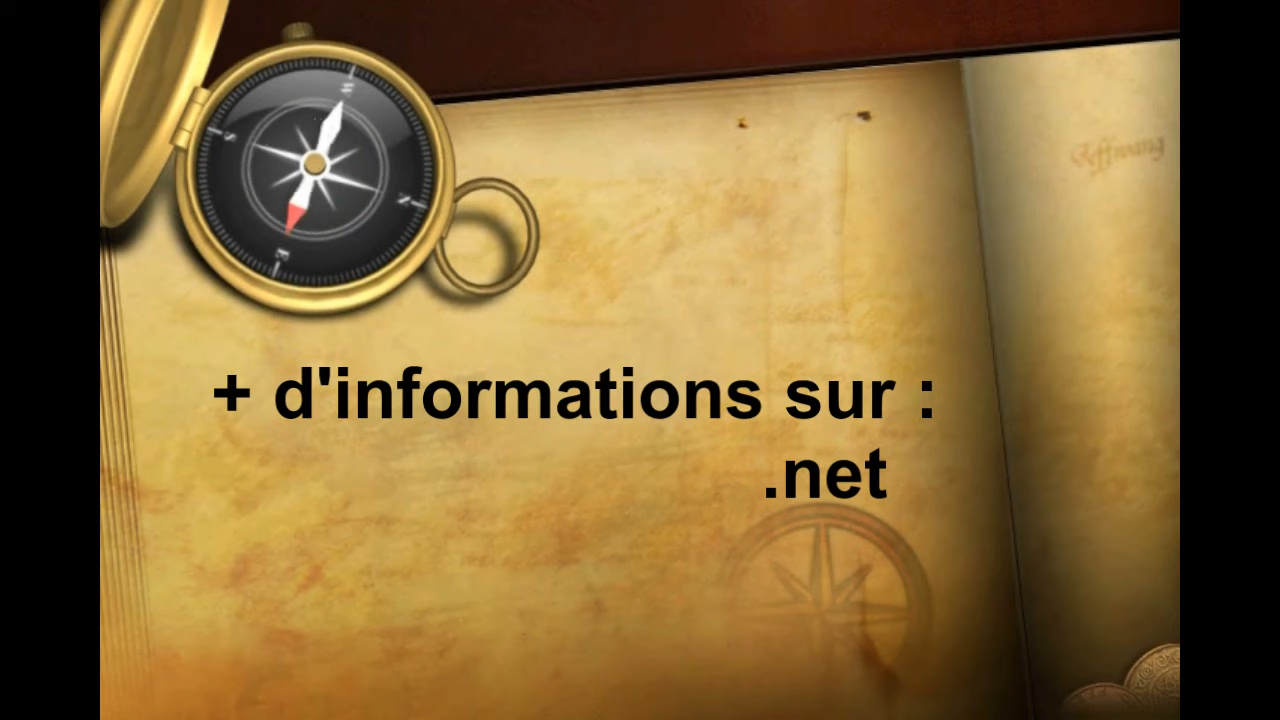 + d'informations sur :
.net